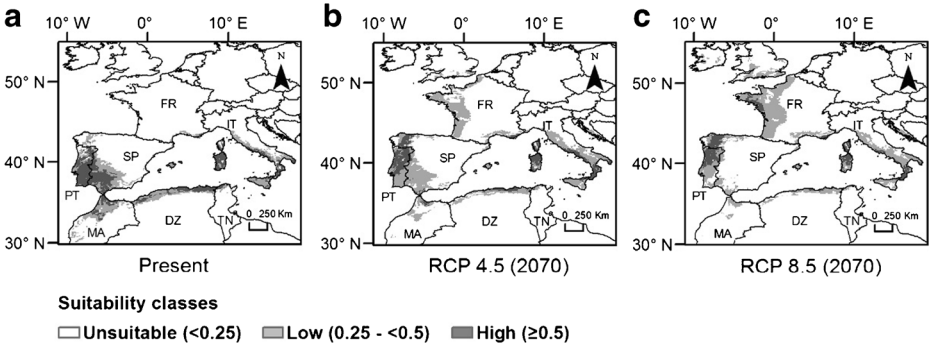 a b c
10° W 0° 10° E 10° W 0° 10° E 10° W 0° 10° E
N N N
50° N 50° N 50° N
FR FR FR
IT IT IT
40° N SP 40° N SP 40° N SP
PT PT PT
0 250 Km 0 250 Km 0 250 Km
MA DZ TN MA DZ TN MA DZ TN
30° N 30° N 30° N
Present RCP 4.5 (2070) RCP 8.5 (2070)
Suitability classes
Unsuitable (<0.25) Low (0.25 - <0.5) High (≥0.5)